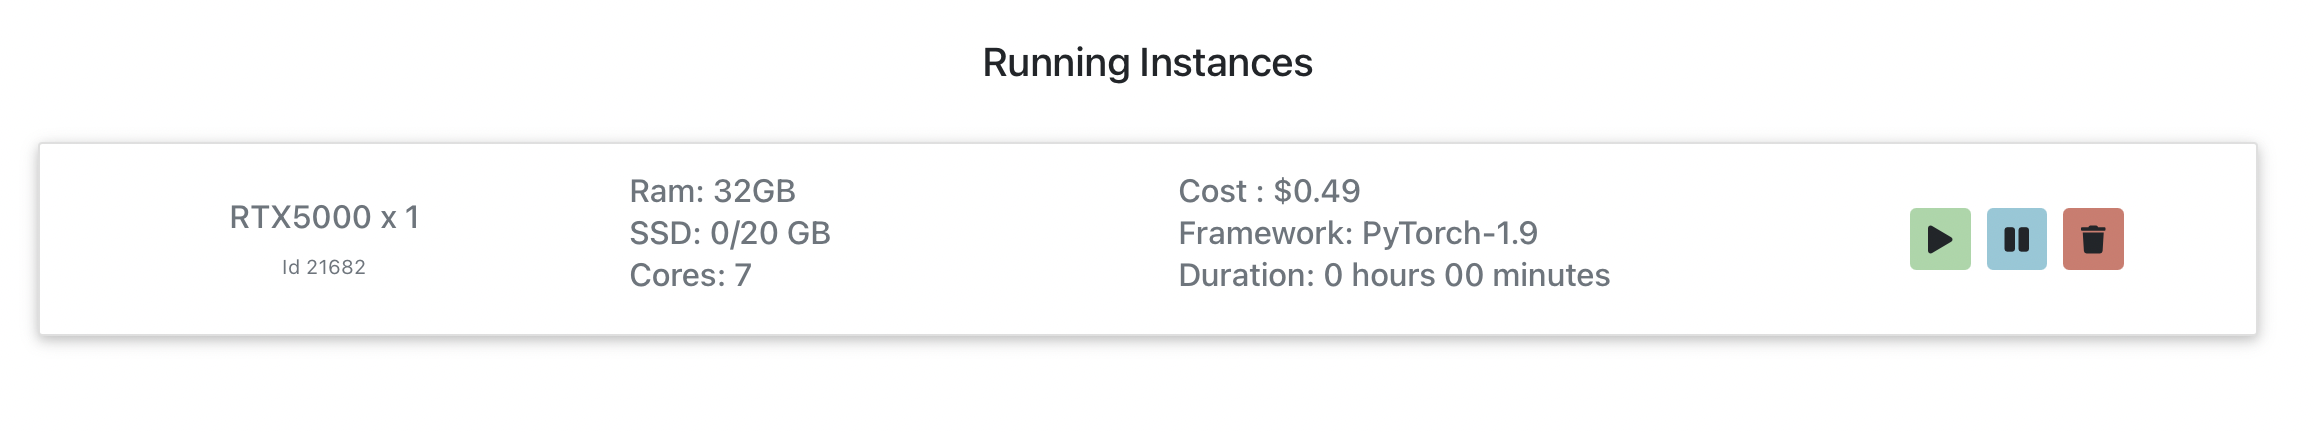 Running Instances
RTX5000 x 1
Id 21682
Ram: 32GB
SSD: 0/20 GB
Cores: 7
Cost : $0.49
Framework: PyTorch-1.9
Duration: 0 hours 00 minutes